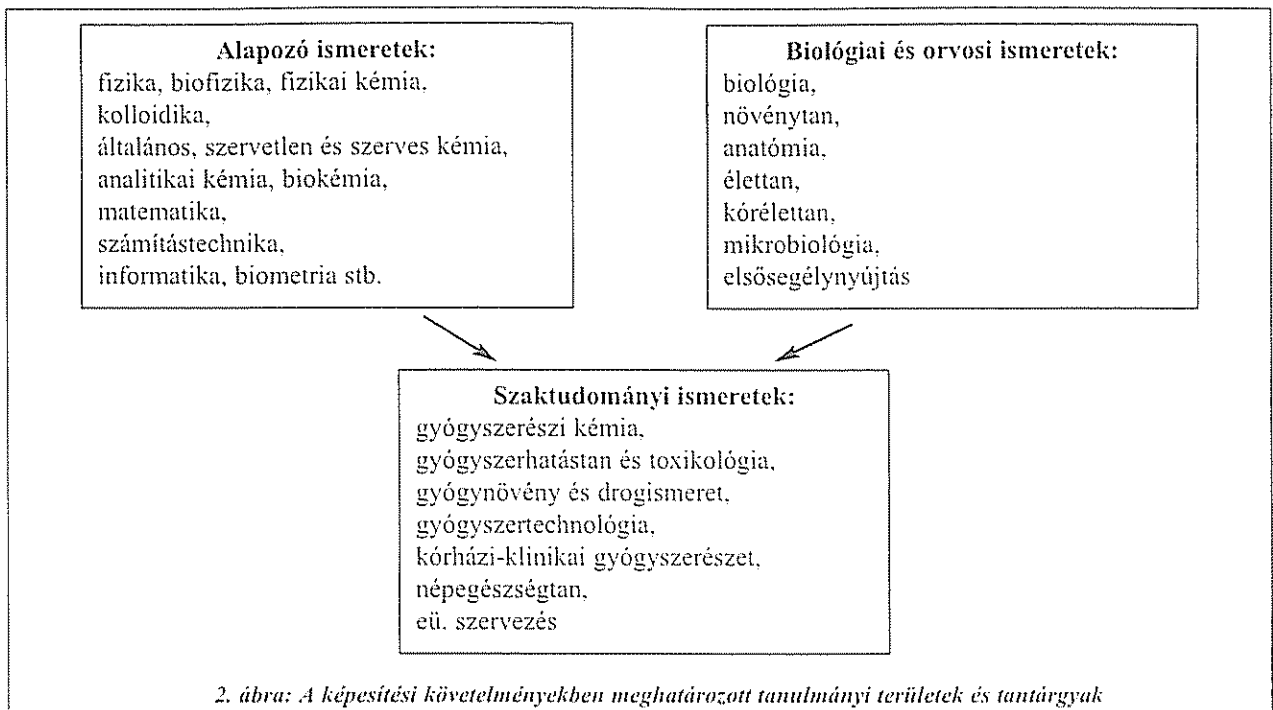 Alapozó ismeretek:
fizika, biofizika, fizikai kémia,
kolloidika,
általános, szervetlen és szerves kémia,
analitikai kémia, biokémia,
matematika,
számítástechnika,
informatika, biometria stb.
Biológiai és orvosi ismeretek:
biológia,
növénytan,
anatómia,
élettan,
kórélettan,
mikrobiológia,
elsősegélynyújtás
Szaktudományi ismeretek:
gyógyszerészi kémia,
gyógyszerhatástan és toxikológia,
gyógynövény és drogismeret,
gyógyszertechnológia,
kórházi-klinikai gyógyszerészet,
népegészségtan,
eü. szervezés
2. ábra: A képesítési követelményekben meghatározott tanulmányi területek és tantárgyak